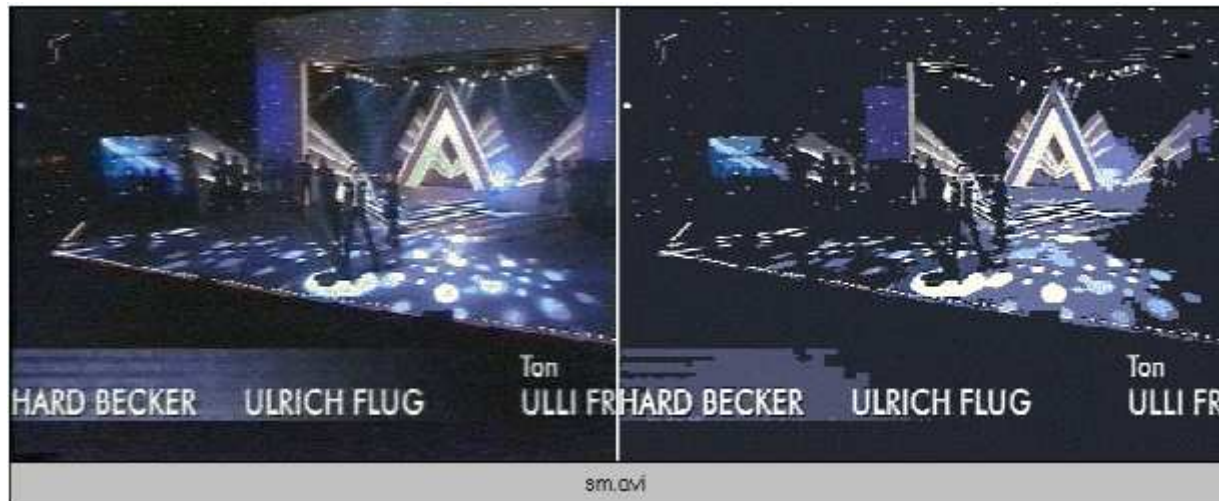 Ton
HARD BECKER ULRICH FLUG ULLI FR
Ton
HARD BECKER ULRICH FLUG ULLI FR
sm.avi